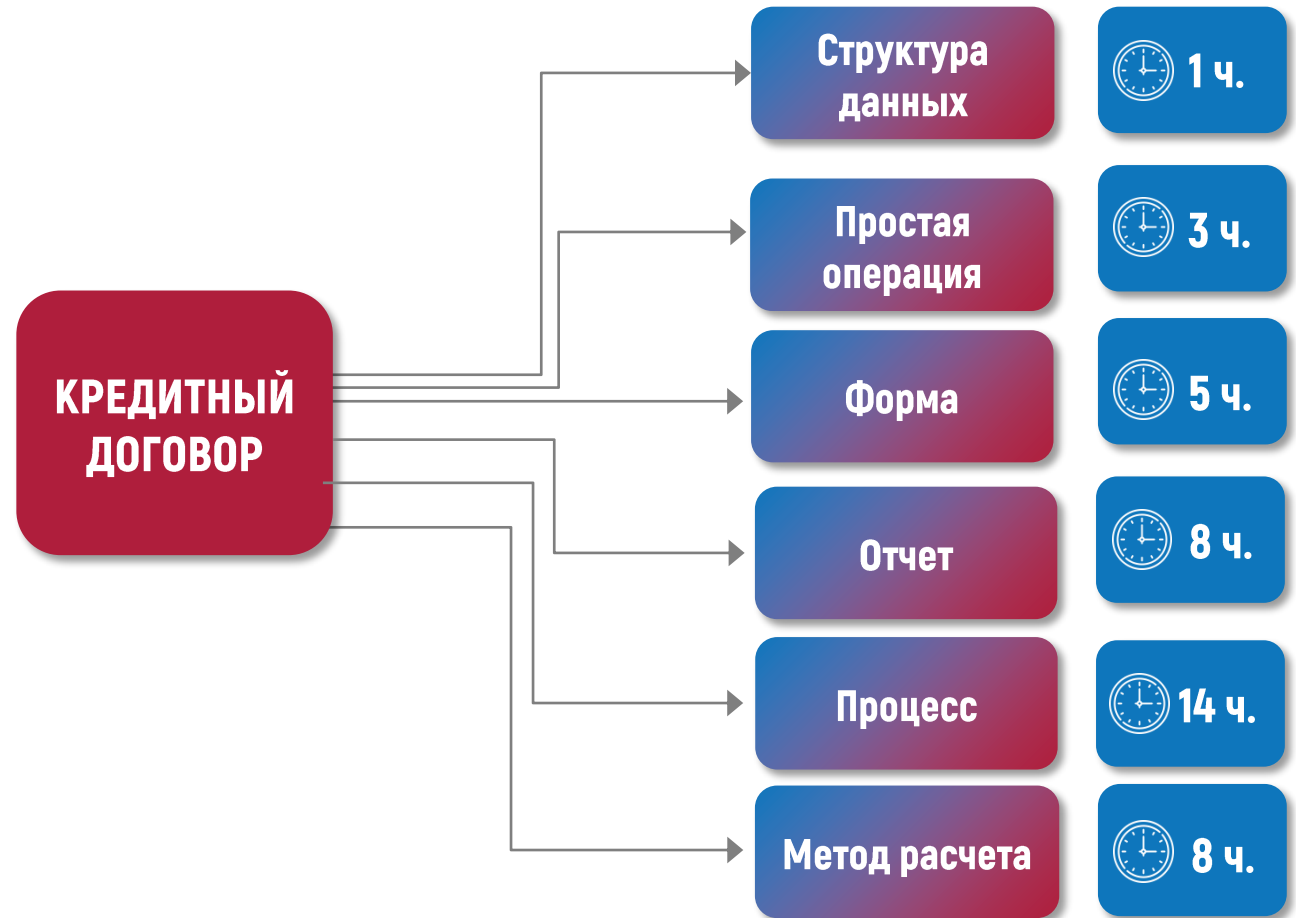 КРЕДИТНЫЙ
ДОГОВОР
Структура
данных
1 ч.
Простая
операция
3 ч.
Форма
5 ч.
Отчет
8 ч.
Процесс
14 ч.
Метод расчета
8 ч.